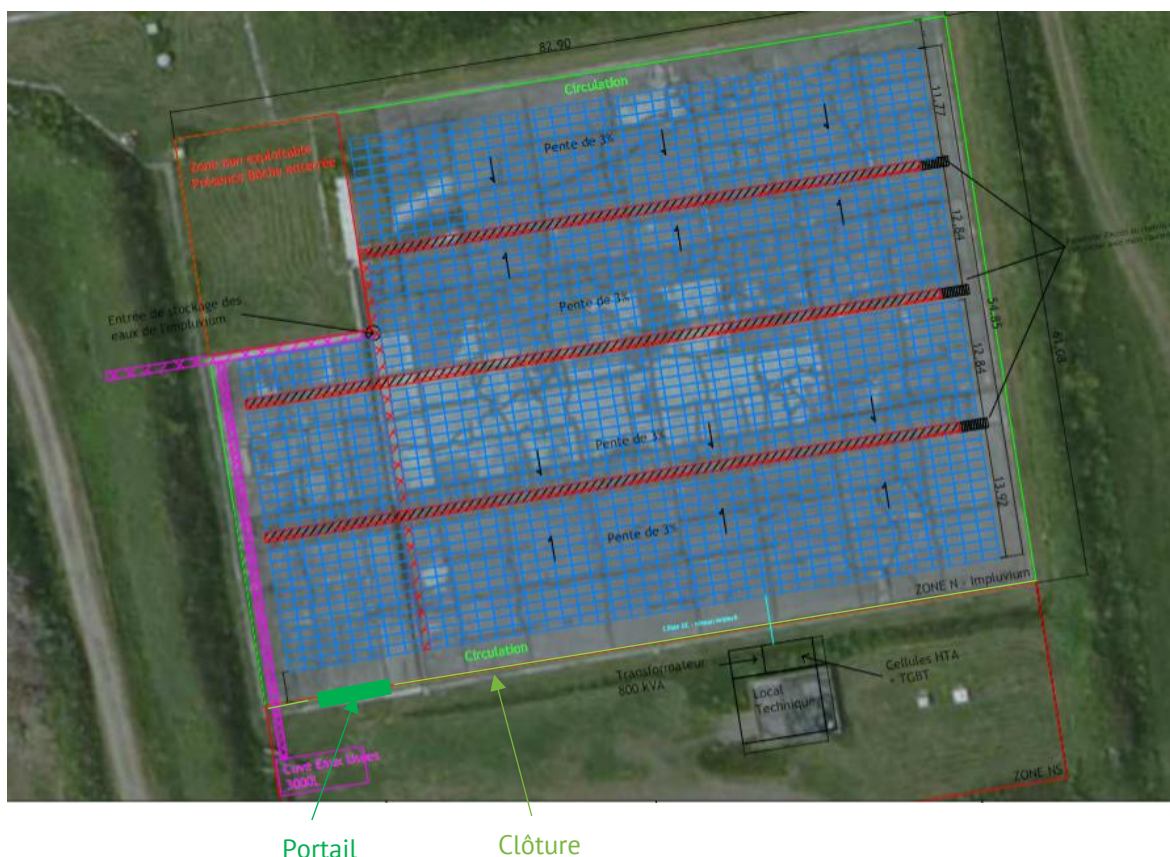 82.90
Circulation
11.77
Zone non exploitable
Présence Bâche enterrée
Pente de 3%
12.84
Entrée de stockage des
eaux de l'impluvium
Pente de 3%
54.85
61.08
12.84
Pente de 3%
13.92
Pente de 3%
ZONE N - Impluvium
Circulation
Transformateur
800 kVA
Cellules HTA
+ TGBT
Local
Technique
Cuve Eaux Usées
3000L
ZONE NS
Portail
Clôture